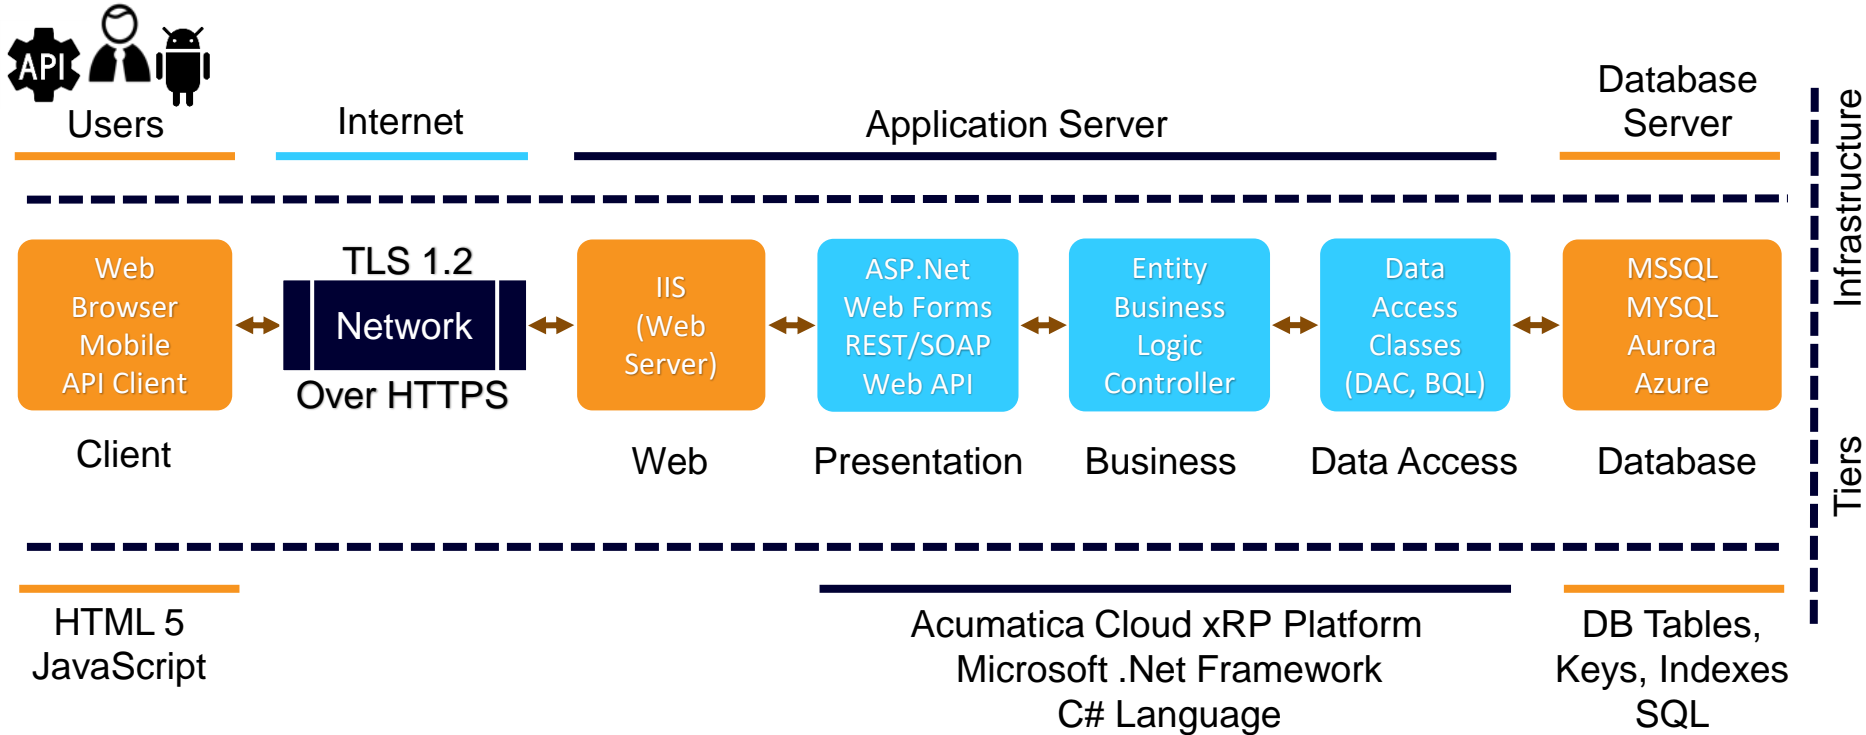 API
Users
Internet
Application Server
Database
Server
Infrastructure
Web
Browser
Mobile
API Client
TLS 1.2
Network
Over HTTPS
IIS
(Web
Server)
ASP.Net
Web Forms
REST/SOAP
Web API
Entity
Business
Logic
Controller
Data
Access
Classes
(DAC, BQL)
MSSQL
MYSQL
Aurora
Azure
Client
Web
Presentation
Business
Data Access
Database
Tiers
HTML 5
JavaScript
Acumatica Cloud xRP Platform
Microsoft .Net Framework
C# Language
DB Tables,
Keys, Indexes
SQL